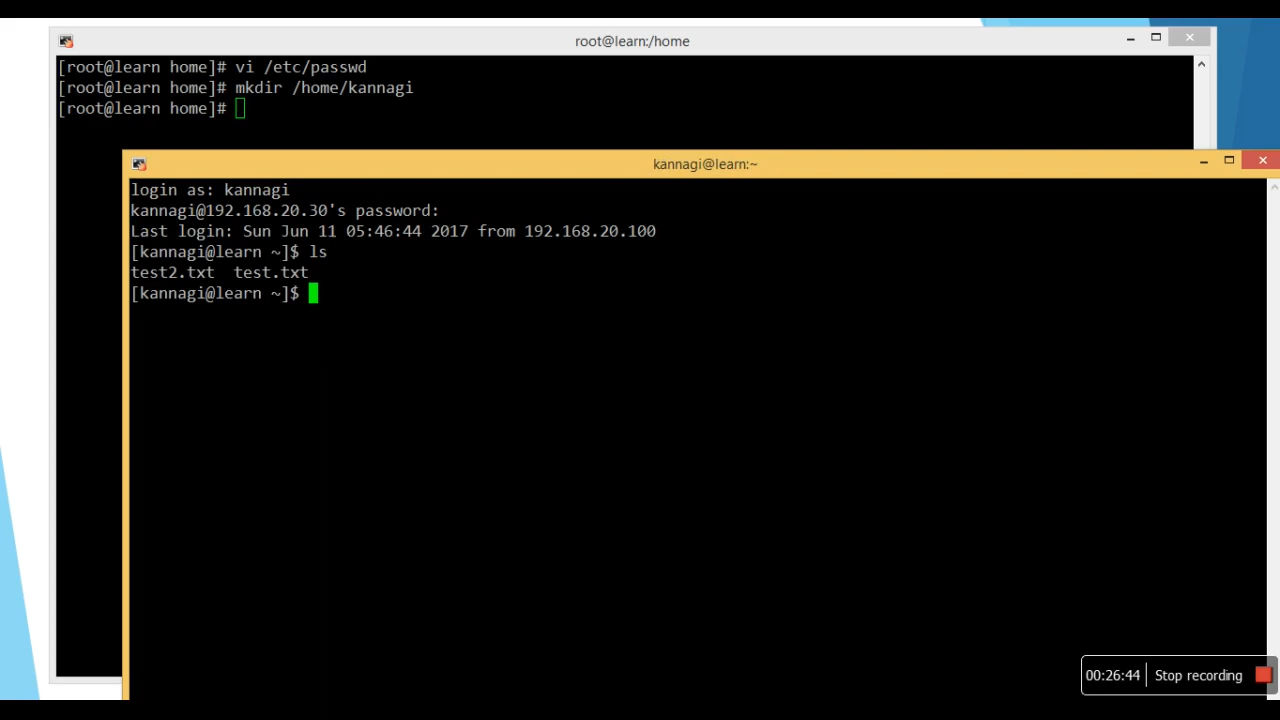 root@learn:/home
[root@learn home]# vi /etc/passwd
[root@learn home]# mkdir /home/kannagi
[root@learn home]#
kannagi@learn:~
login as: kannagi
kannagi@192.168.20.30's password:
Last login: Sun Jun 11 05:46:44 2017 from 192.168.20.100
[kannagi@learn ~]$ ls
test2.txt  test.txt
[kannagi@learn ~]$
00:26:44 Stop recording